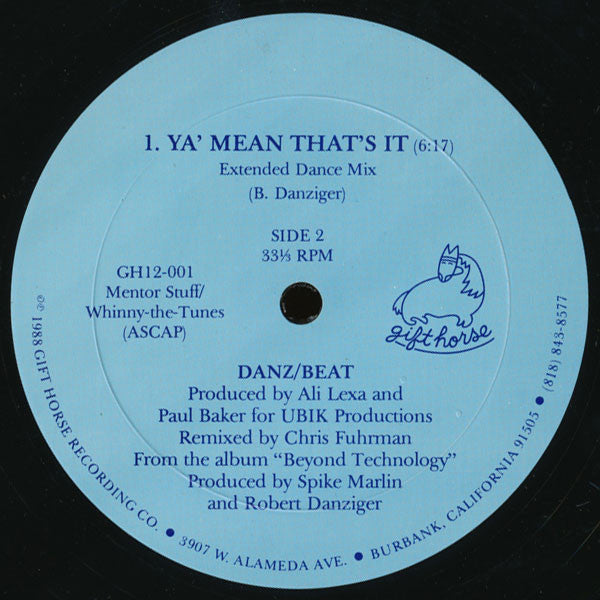 1. YA' MEAN THAT'S IT (6:17)
Extended Dance Mix
(B. Danziger)
SIDE 2
33⅓ RPM
GH12-001
Mentor Stuff/
Whinny-the-Tunes
(ASCAP)
gift horse
DANZ/BEAT
Produced by Ali Lexa and
Paul Baker for UBIK Productions
Remixed by Chris Fuhrman
From the album “Beyond Technology”
Produced by Spike Marlin
and Robert Danziger
℗© 1988 GIFT HORSE RECORDING CO. • 3907 W. ALAMEDA AVE. • BURBANK, CALIFORNIA 91505 • (818) 843-8577